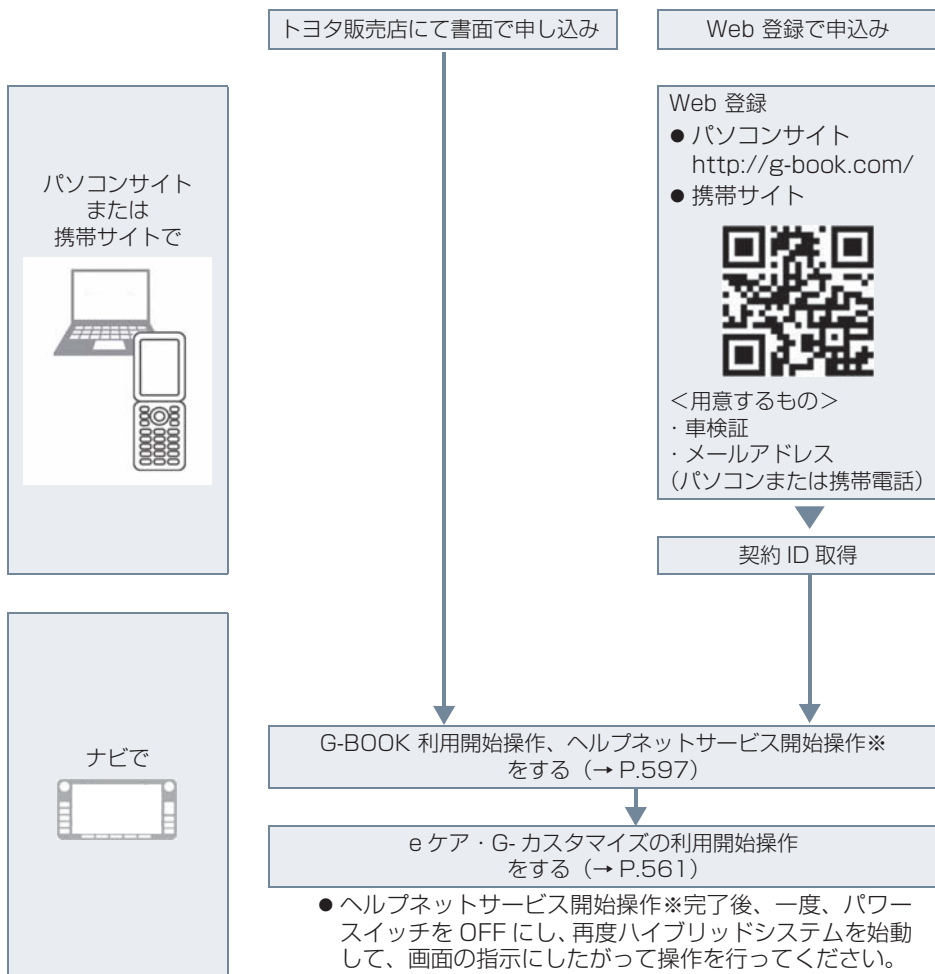 トヨタ販売店にて書面で申し込み
Web 登録で申込み
パソコンサイト
または
携帯サイトで
Web 登録
● パソコンサイト
http://g-book.com/
● 携帯サイト
＜用意するもの＞
・車検証
・メールアドレス
（パソコンまたは携帯電話）
契約 ID 取得
ナビで
G-BOOK 利用開始操作、ヘルプネットサービス開始操作※
をする（→ P.597）
e ケア・G- カスタマイズの利用開始操作
をする（→ P.561）
● ヘルプネットサービス開始操作※完了後、一度、パワー
スイッチを OFF にし、再度ハイブリッドシステムを始動
して、画面の指示にしたがって操作を行ってください。